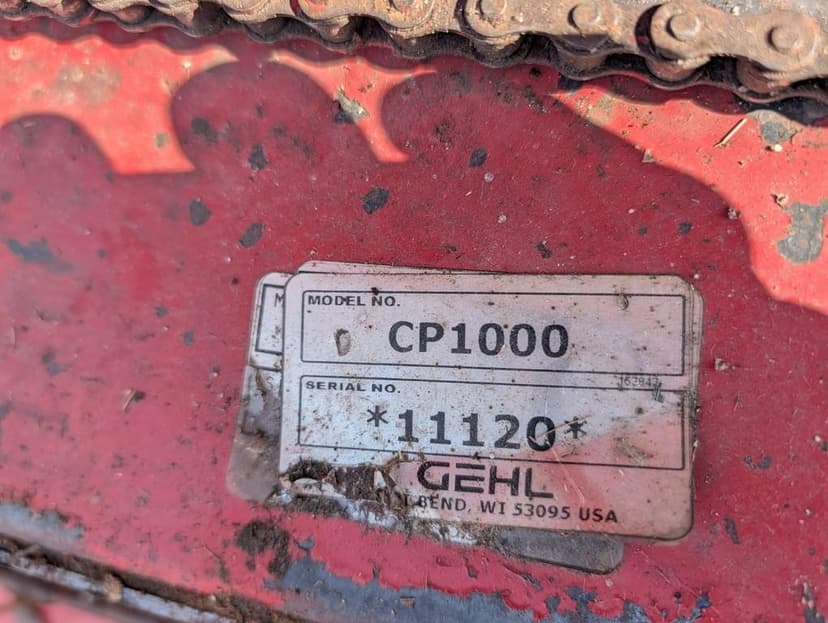 MODEL NO.
CP1000
SERIAL NO.
*11120*
GEHL
BEND, WI 53095 USA